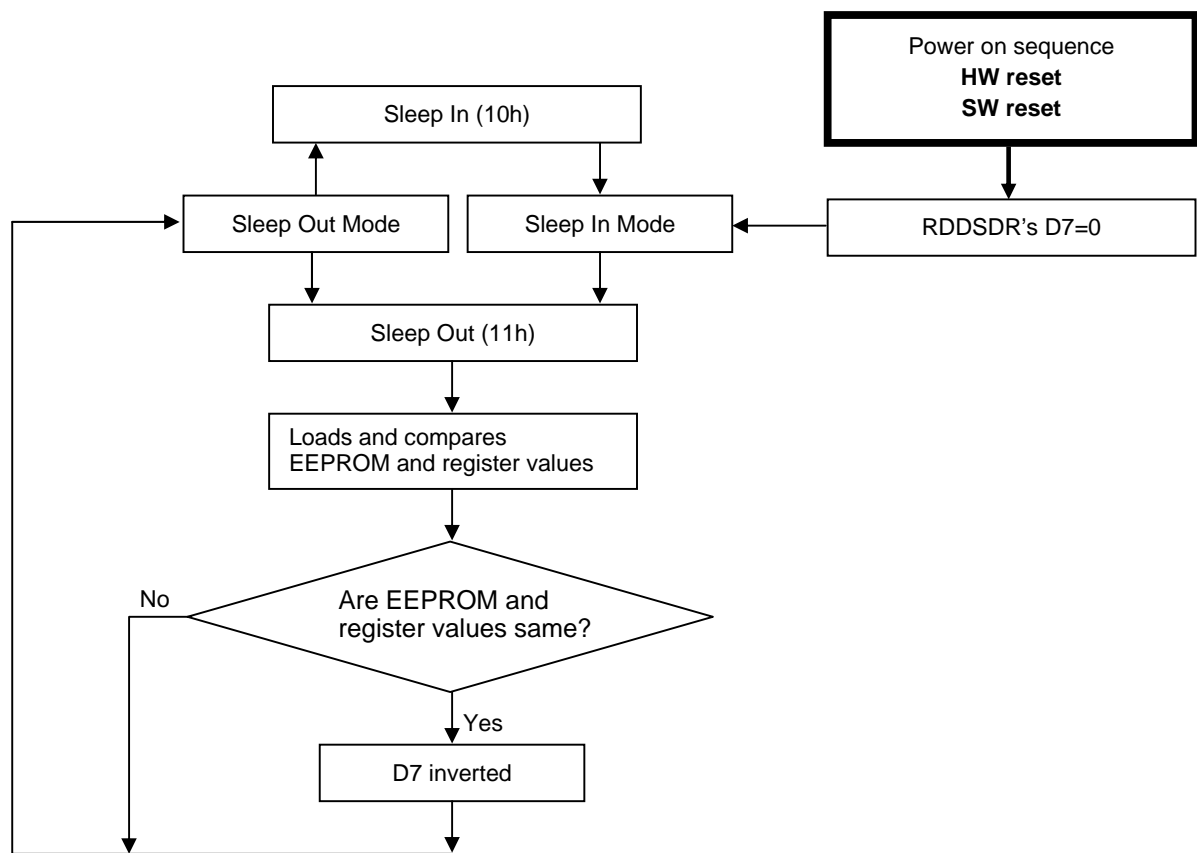 Power on sequence
HW reset
SW reset
Sleep In (10h)
Sleep Out Mode
Sleep In Mode
RDDSDR's D7=0
Sleep Out (11h)
Loads and compares
EEPROM and register values
No
Are EEPROM and
register values same?
Yes
D7 inverted